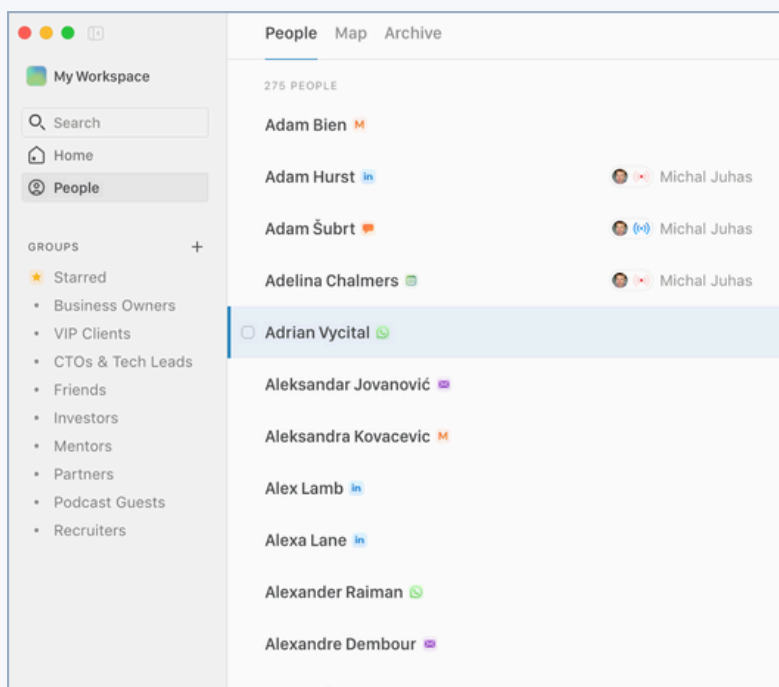 My Workspace
Search
Home
People
GROUPS +
Starred
• Business Owners
• VIP Clients
• CTOs & Tech Leads
• Friends
• Investors
• Mentors
• Partners
• Podcast Guests
• Recruiters
People Map Archive
275 PEOPLE
Adam Bien M
Adam Hurst in Michal Juhas
Adam Šubrt Michal Juhas
Adelina Chalmers Michal Juhas
Adrian Vycital
Aleksandar Jovanović
Aleksandra Kovacevic M
Alex Lamb in
Alexa Lane in
Alexander Raiman
Alexandre Dembour